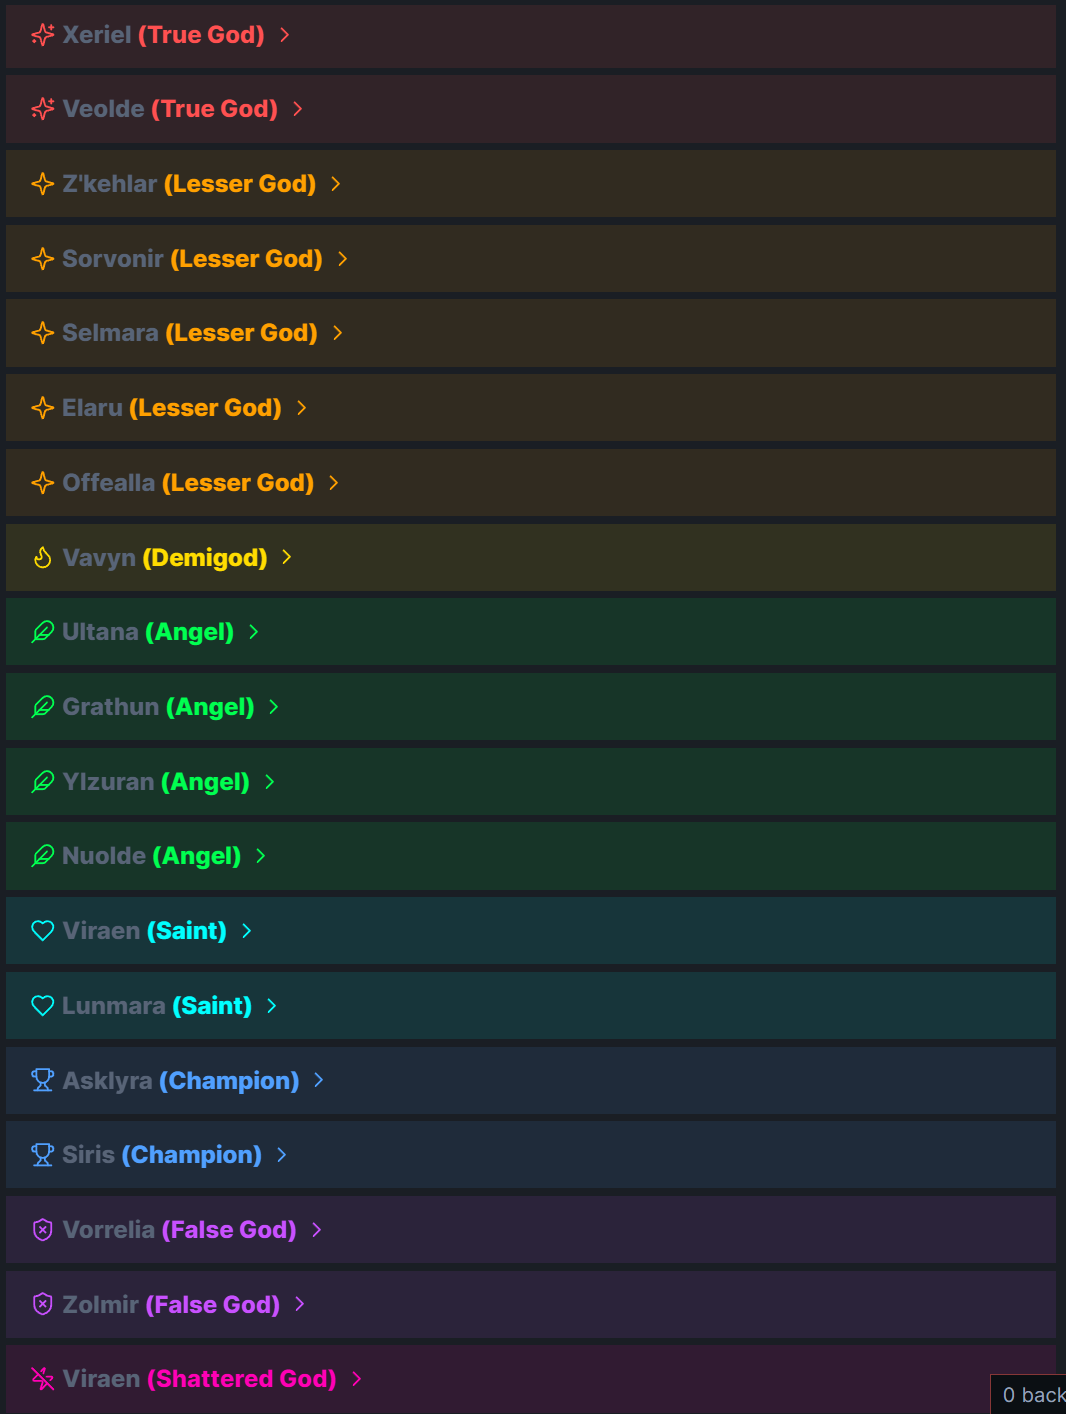 Xeriel (True God)
Veolde (True God)
Z'kehlar (Lesser God)
Sorvonir (Lesser God)
Selmara (Lesser God)
Elaru (Lesser God)
Offealla (Lesser God)
Vavyn (Demigod)
Ultana (Angel)
Grathun (Angel)
Ylzuran (Angel)
Nuolde (Angel)
Viraen (Saint)
Lunmara (Saint)
Asklyra (Champion)
Siris (Champion)
Vorrelia (False God)
Zolmir (False God)
Viraen (Shattered God)
0 back